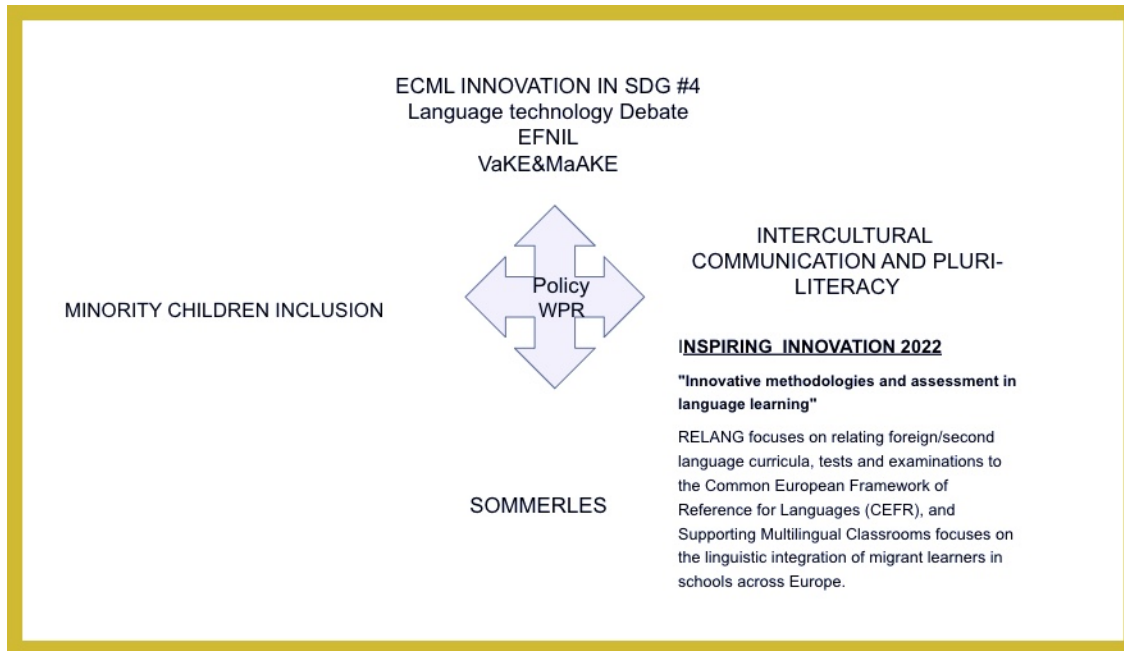 ECML INNOVATION IN SDG #4
Language technology Debate
EFNIL
VaKE&MaAKE
MINORITY CHILDREN INCLUSION
Policy
WPR
INTERCULTURAL
COMMUNICATION AND PLURI-
LITERACY
INSPIRING  INNOVATION 2022
"Innovative methodologies and assessment in
language learning"
RELANG focuses on relating foreign/second
language curricula, tests and examinations to
the Common European Framework of
Reference for Languages (CEFR), and
Supporting Multilingual Classrooms focuses on
the linguistic integration of migrant learners in
schools across Europe.
SOMMERLES